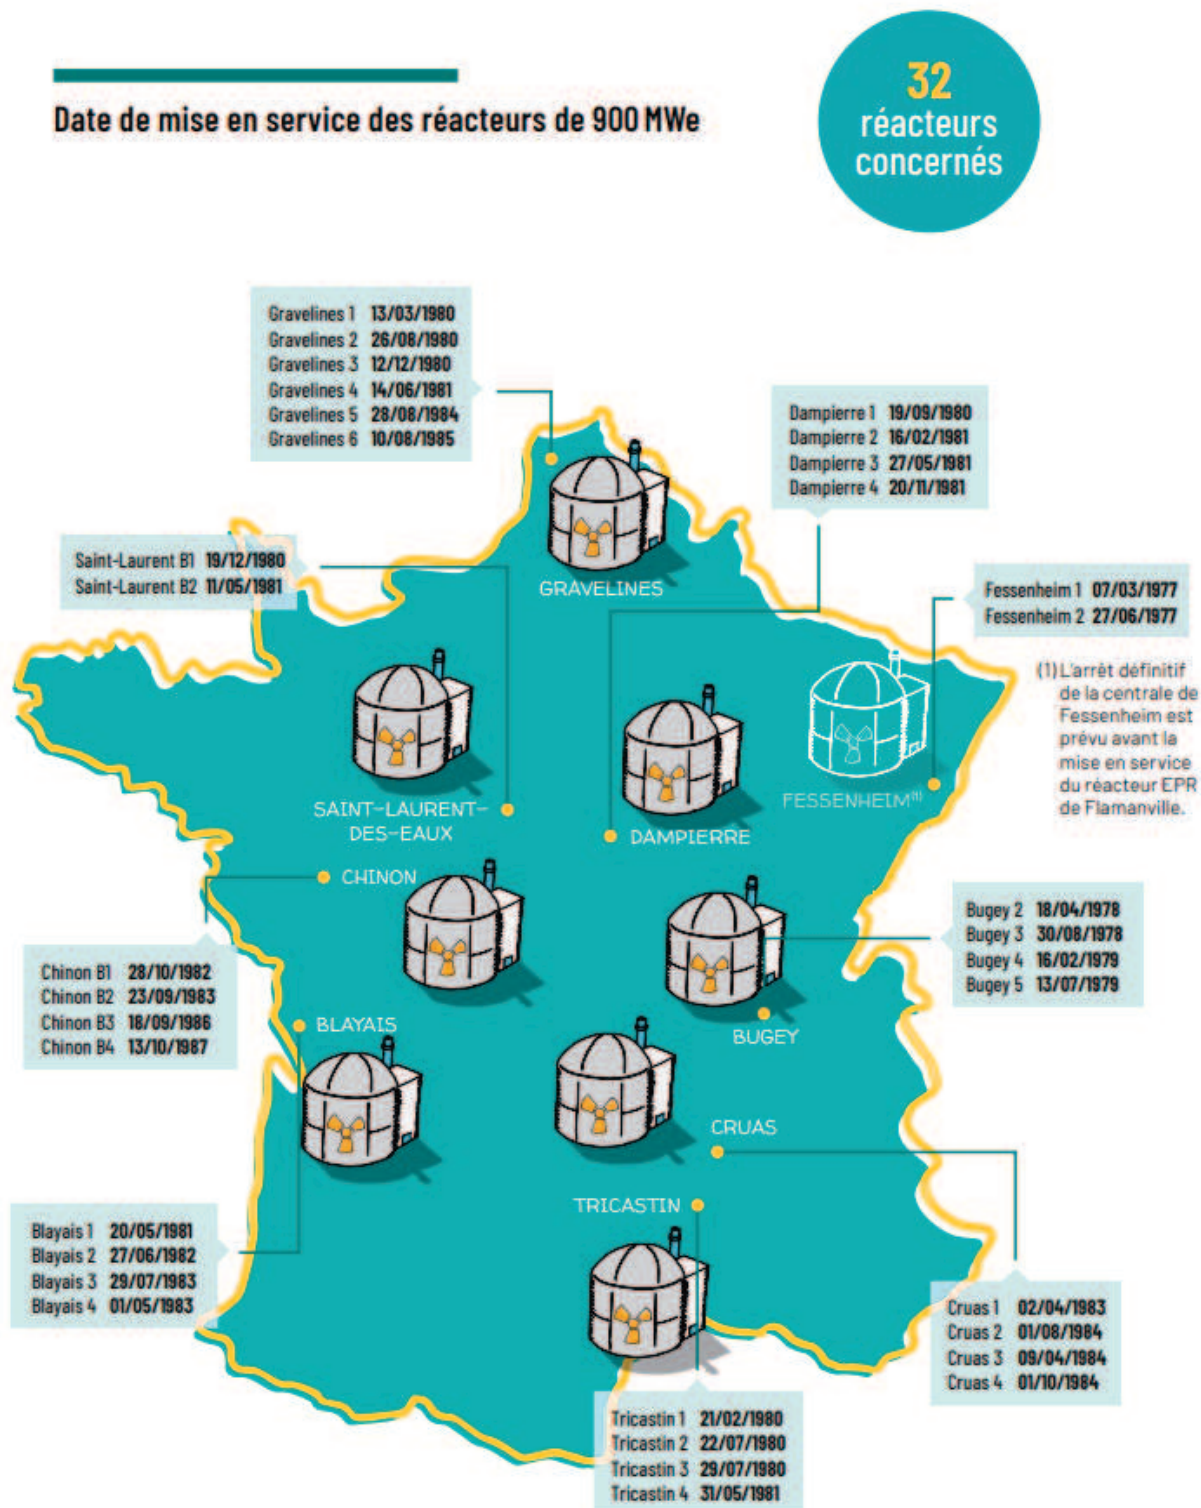 Date de mise en service des réacteurs de 900 MWe
32
réacteurs
concernés
Gravelines 1 13/03/1980
Gravelines 2 26/08/1980
Gravelines 3 12/12/1980
Gravelines 4 14/06/1981
Gravelines 5 28/08/1984
Gravelines 6 10/08/1985
Dampierre 1 19/09/1980
Dampierre 2 16/02/1981
Dampierre 3 27/05/1981
Dampierre 4 20/11/1981
Saint-Laurent B1 19/12/1980
Saint-Laurent B2 11/05/1981
GRAVELINES
Fessenheim 1 07/03/1977
Fessenheim 2 27/06/1977
(1) L'arrêt définitif
de la centrale de
Fessenheim est
prévu avant la
mise en service
du réacteur EPR
de Flamanville.
SAINT-LAURENT-
DES-EAUX
DAMPIERRE
FESSENHEIM(1)
CHINON
Bugey 2 18/04/1978
Bugey 3 30/08/1978
Bugey 4 16/02/1979
Bugey 5 13/07/1979
Chinon B1 28/10/1982
Chinon B2 23/09/1983
Chinon B3 18/09/1986
Chinon B4 13/10/1987
BLAYAIS
BUGEY
CRUAS
TRICASTIN
Blayais 1 20/05/1981
Blayais 2 27/06/1982
Blayais 3 29/07/1983
Blayais 4 01/05/1983
Cruas 1 02/04/1983
Cruas 2 01/08/1984
Cruas 3 09/04/1984
Cruas 4 01/10/1984
Tricastin 1 21/02/1980
Tricastin 2 22/07/1980
Tricastin 3 29/07/1980
Tricastin 4 31/05/1981